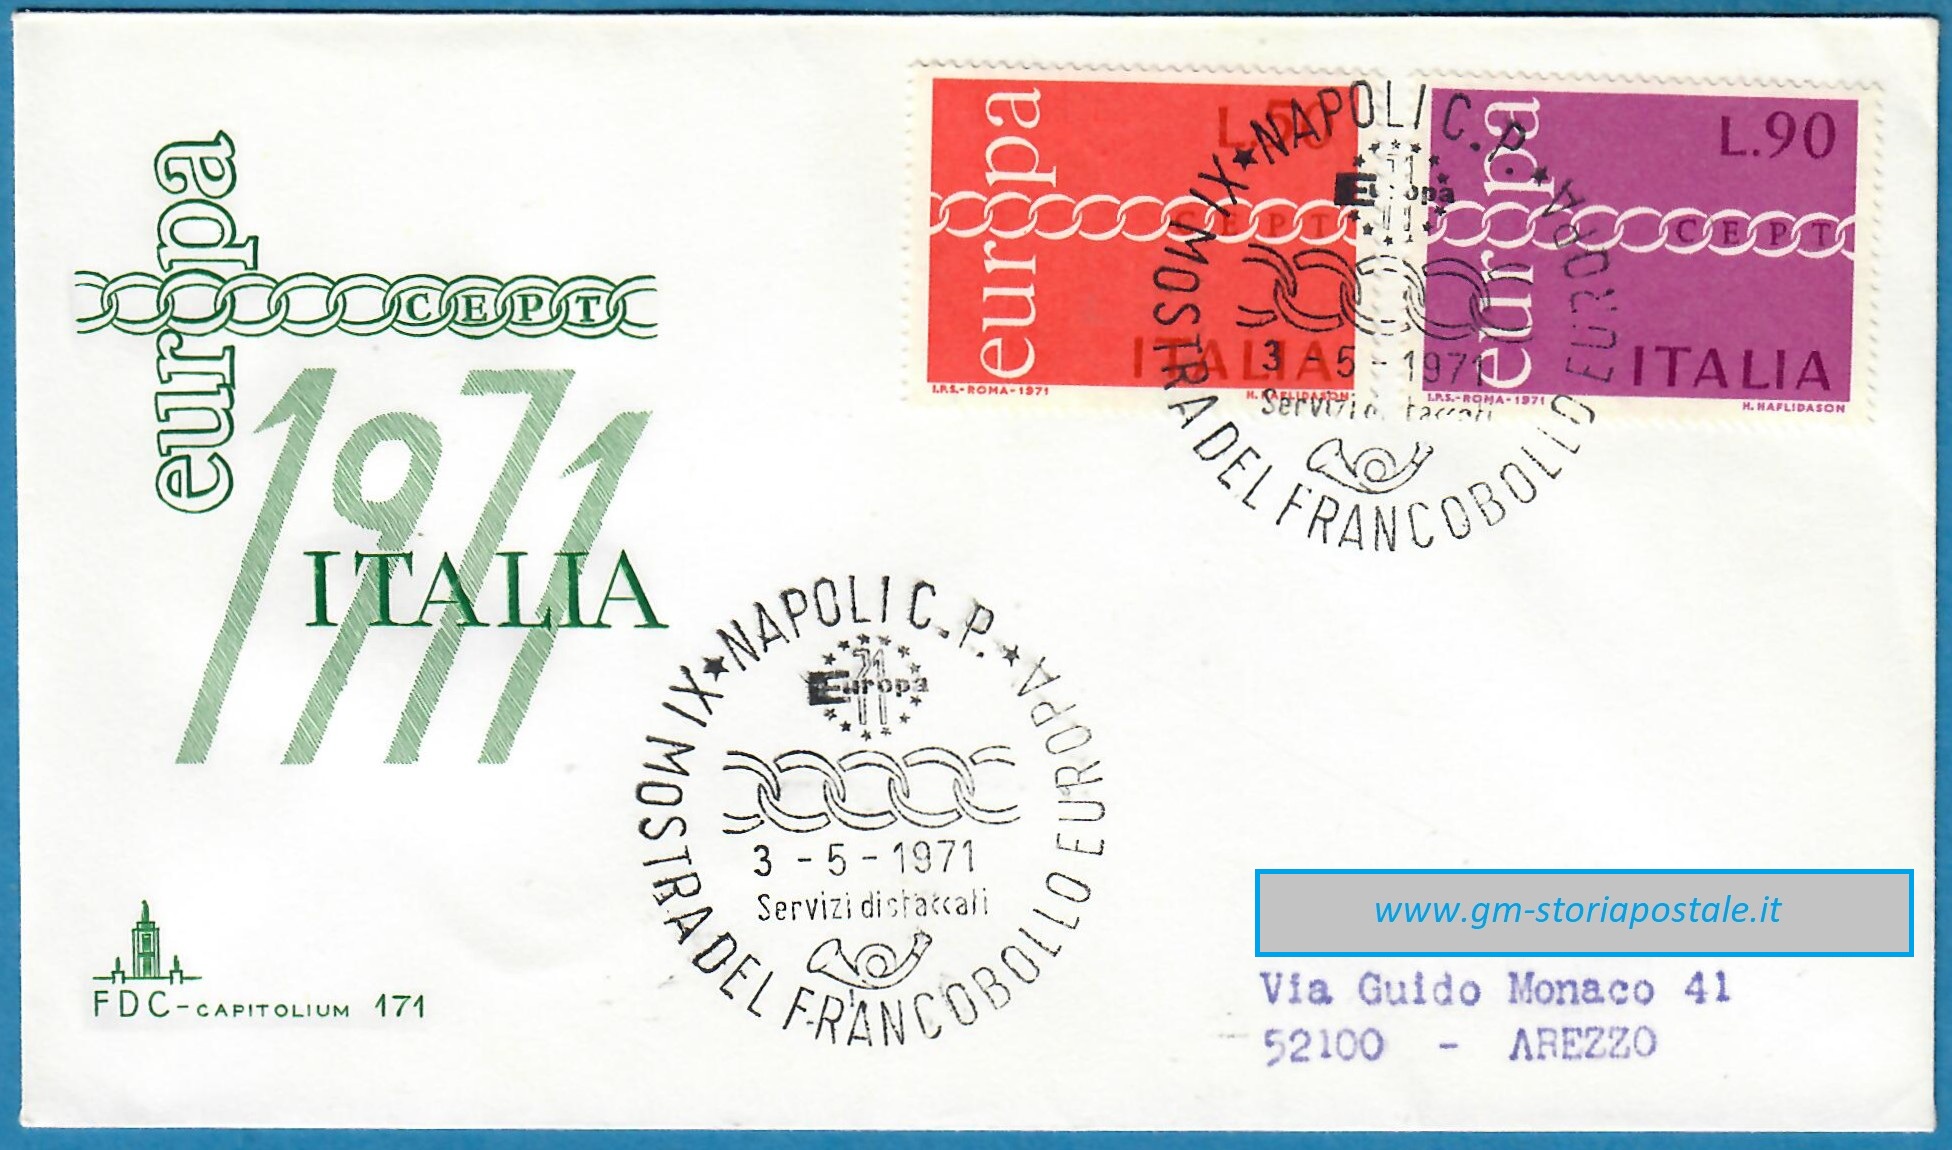 europa
CEPT
1971
ITALIA
FDC - CAPITOLIUM 171
L.50
europa
CEPT
ITALIA
I.P.S.-ROMA-1971
H. HAFLIDASON
L.90
europa
CEPT
ITALIA
I.P.S.-ROMA-1971
H. HAFLIDASON
★ NAPOLI C.P. ★
XI MOSTRA DEL FRANCOBOLLO EUROPA
71
Europa
3 - 5 - 1971
Servizi distaccati
★ NAPOLI C.P. ★
XI MOSTRA DEL FRANCOBOLLO EUROPA
71
Europa
3 - 5 - 1971
Servizi distaccati
www.gm-storiapostale.it
Via Guido Monaco 41
52100 - AREZZO